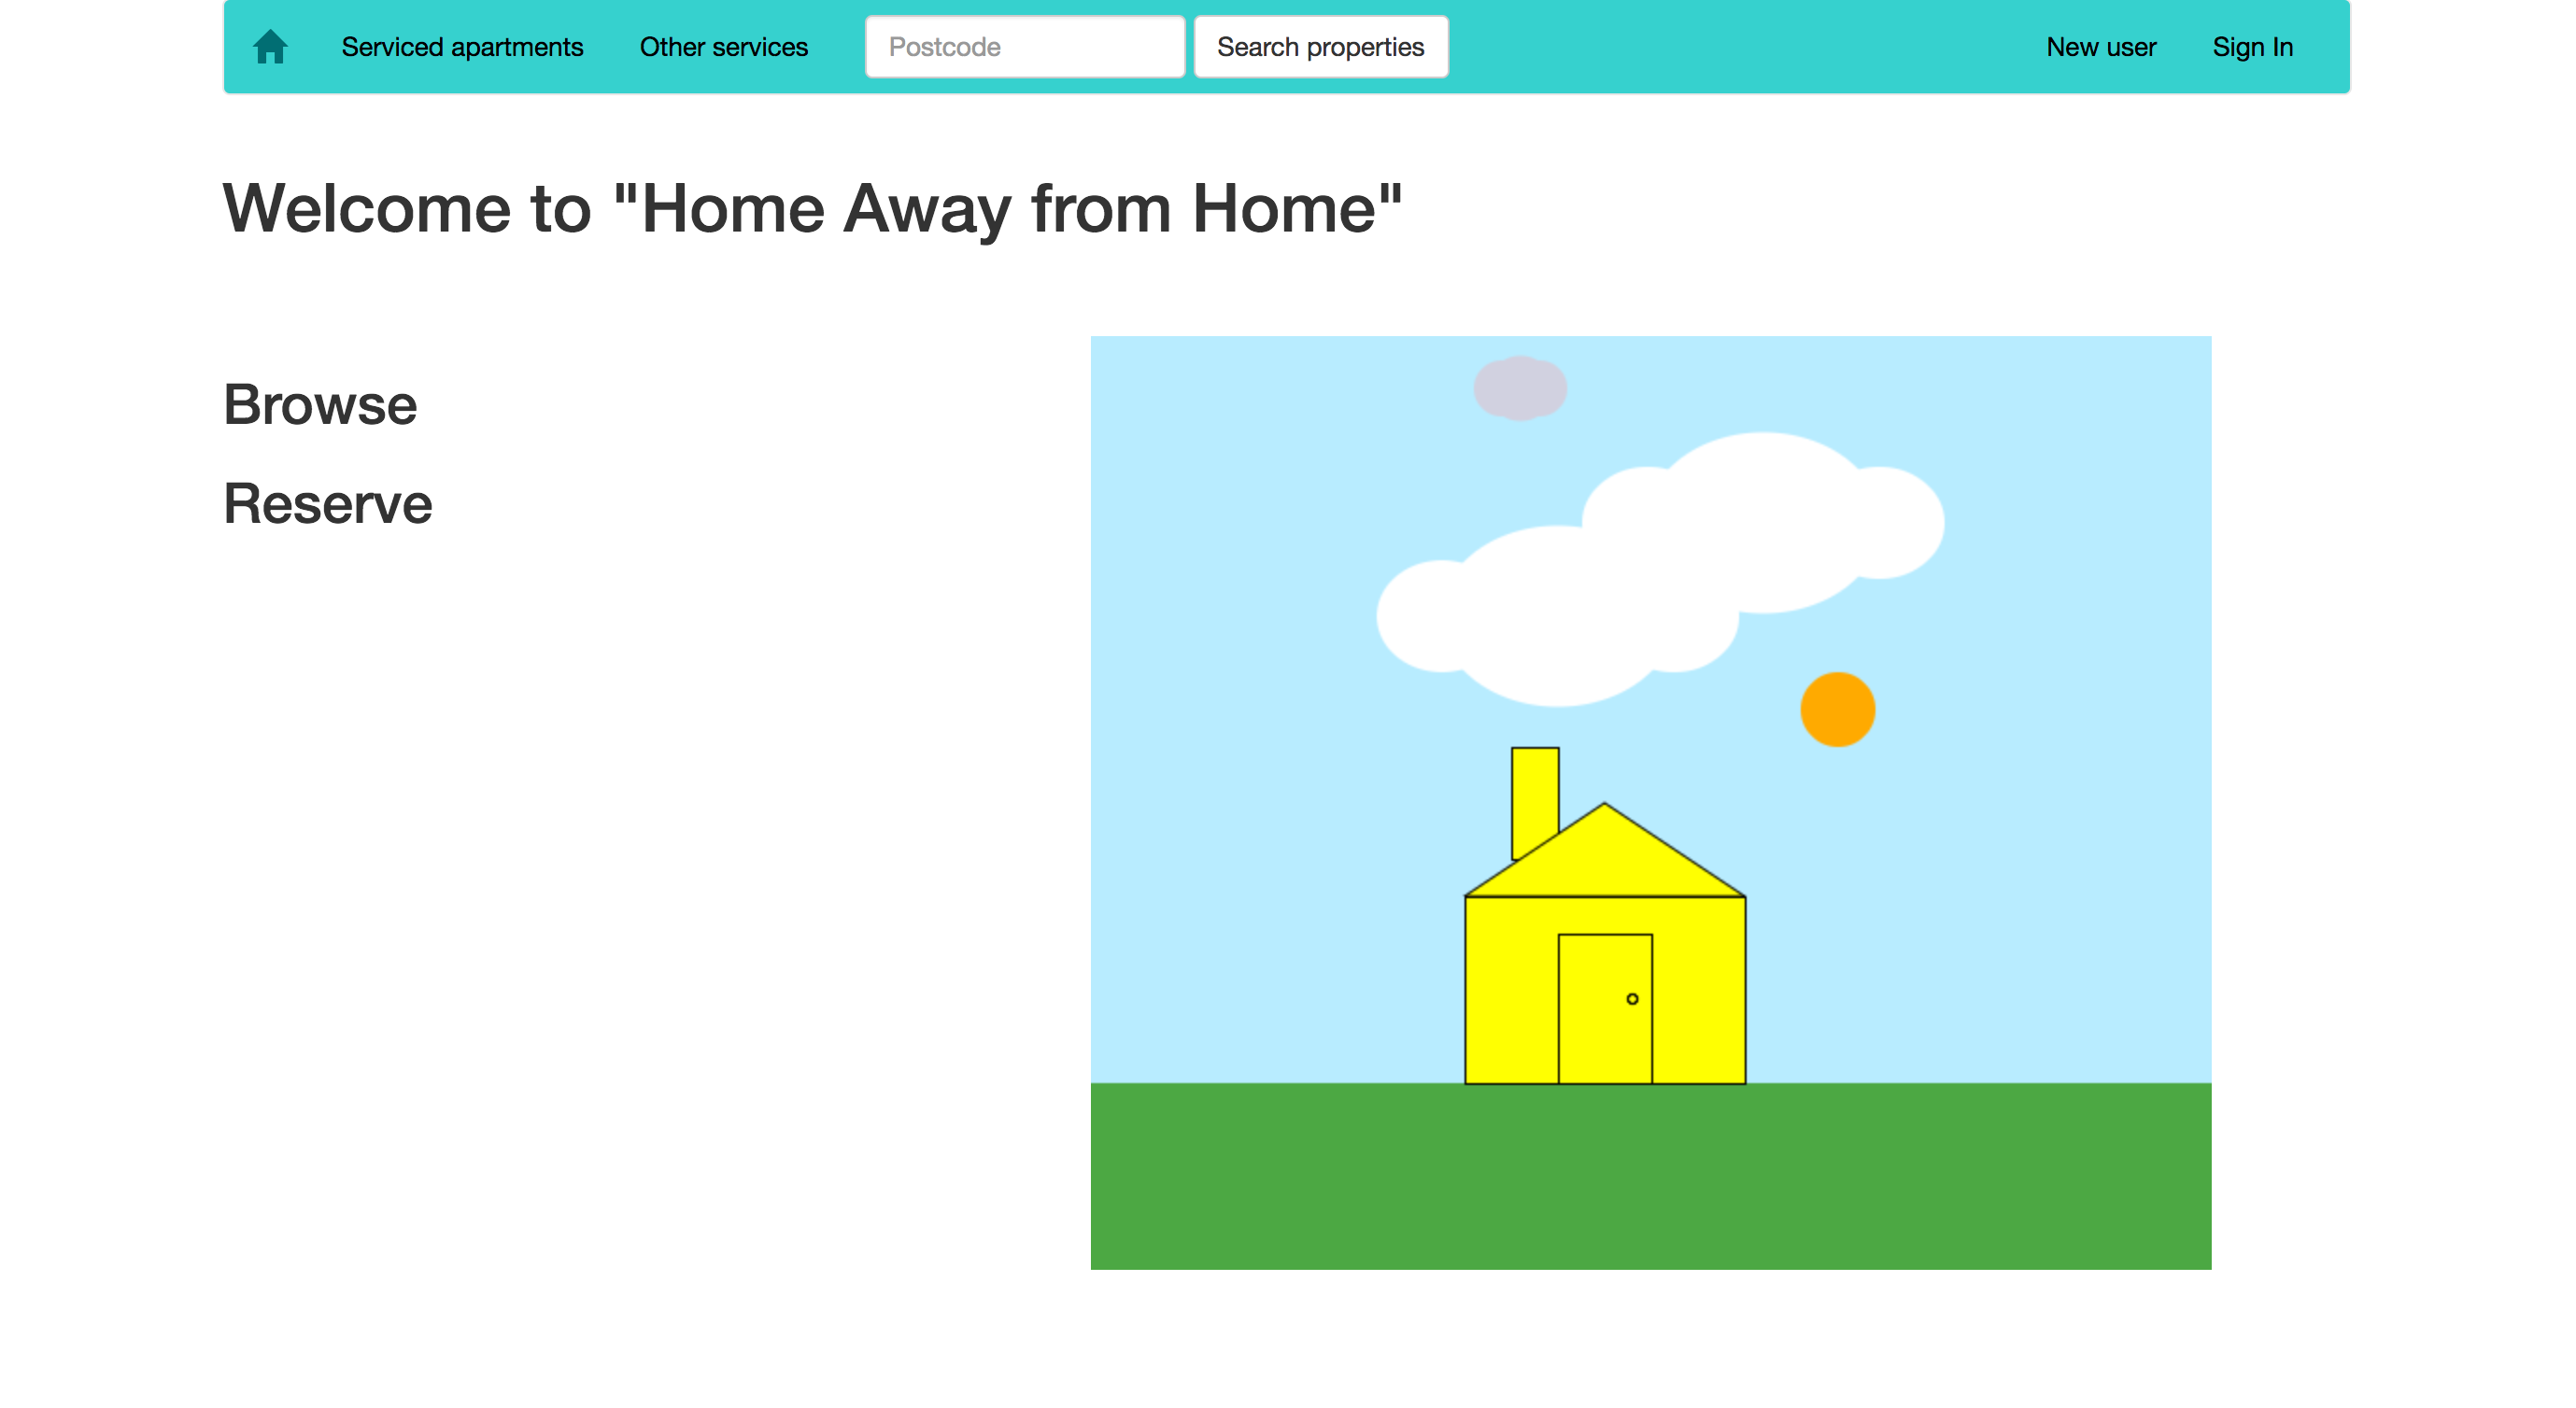 Serviced apartments Other services Postcode Search properties New user Sign In
Welcome to "Home Away from Home"
Browse
Reserve